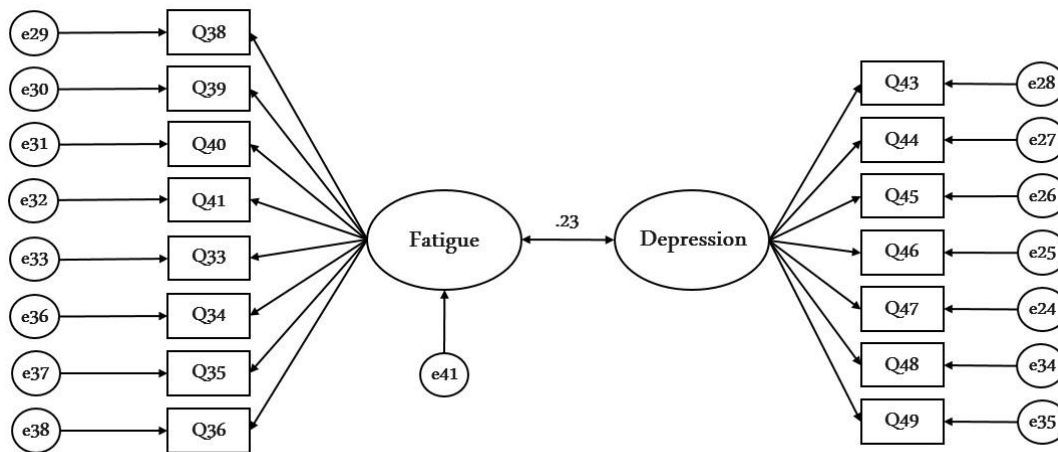 e29 Q38
e30 Q39
e31 Q40
e32 Q41
e33 Q33
e36 Q34
e37 Q35
e38 Q36
Fatigue
.23
Depression
e41
Q43 e28
Q44 e27
Q45 e26
Q46 e25
Q47 e24
Q48 e34
Q49 e35